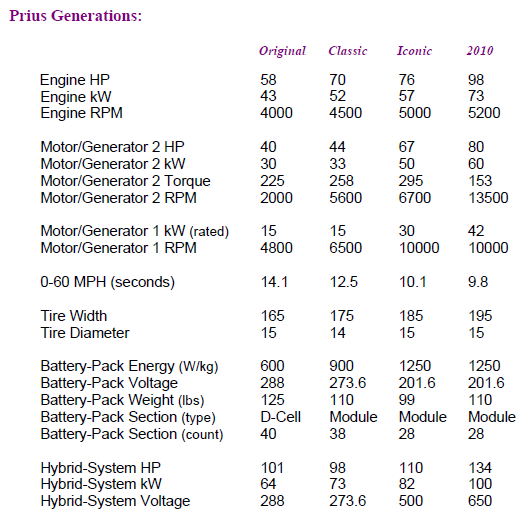 Prius Generations:
Original Classic Iconic 2010
Engine HP 58 70 76 98
Engine kW 43 52 57 73
Engine RPM 4000 4500 5000 5200
Motor/Generator 2 HP 40 44 67 80
Motor/Generator 2 kW 30 33 50 60
Motor/Generator 2 Torque 225 258 295 153
Motor/Generator 2 RPM 2000 5600 6700 13500
Motor/Generator 1 kW (rated) 15 15 30 42
Motor/Generator 1 RPM 4800 6500 10000 10000
0-60 MPH (seconds) 14.1 12.5 10.1 9.8
Tire Width 165 175 185 195
Tire Diameter 15 14 15 15
Battery-Pack Energy (W/kg) 600 900 1250 1250
Battery-Pack Voltage 288 273.6 201.6 201.6
Battery-Pack Weight (lbs) 125 110 99 110
Battery-Pack Section (type) D-Cell Module Module Module
Battery-Pack Section (count) 40 38 28 28
Hybrid-System HP 101 98 110 134
Hybrid-System kW 64 73 82 100
Hybrid-System Voltage 288 273.6 500 650